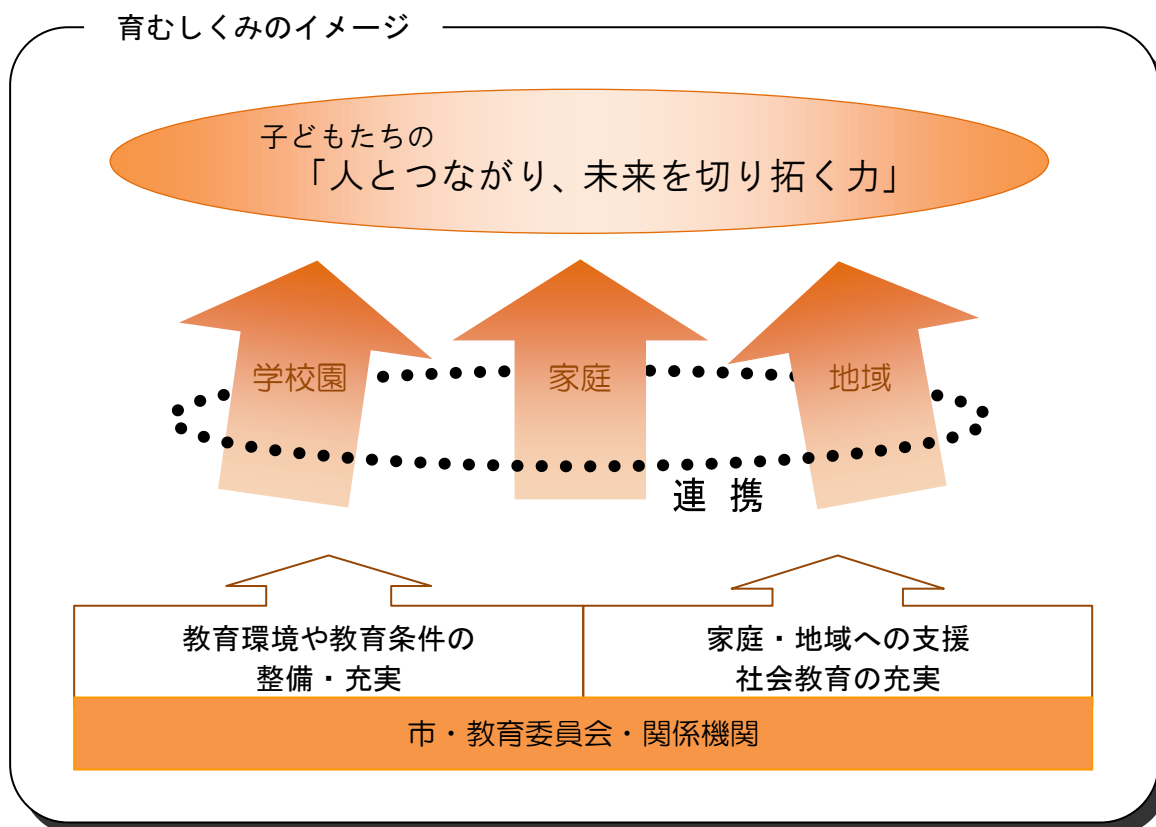 育むしくみのイメージ
子どもたちの
「人とつながり、未来を切り拓く力」
学校園
家庭
地域
連 携
教育環境や教育条件の
整備・充実
家庭・地域への支援
社会教育の充実
市・教育委員会・関係機関